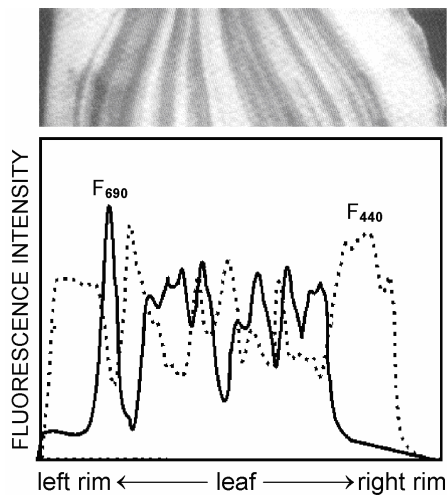 F690
F440
FLUORESCENCE INTENSITY
left rim ← leaf → right rim